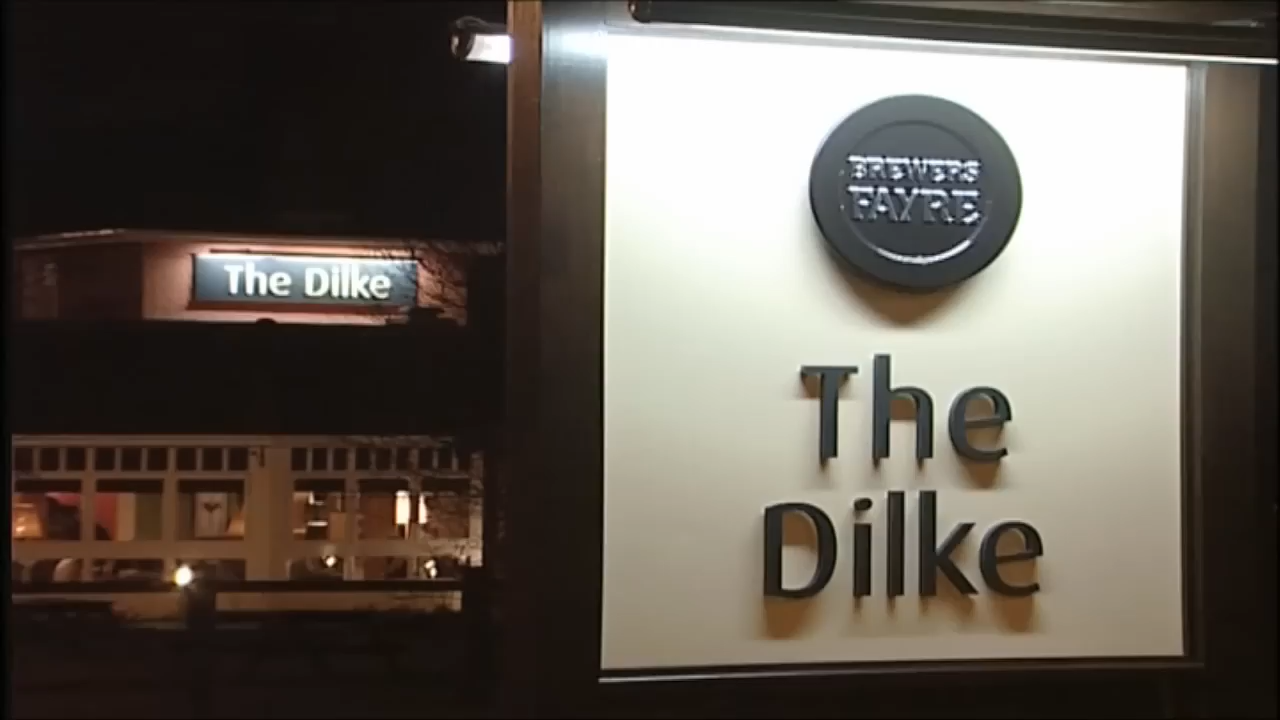 The Dilke
BREWERS
FAYRE
The
Dilke